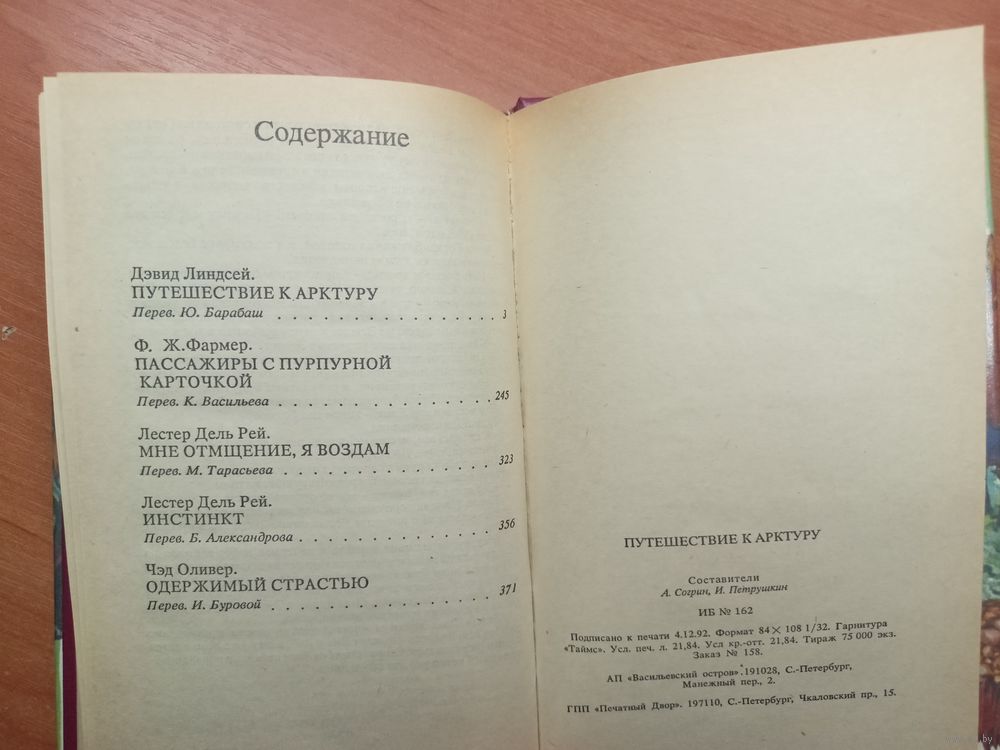 Содержание
Дэвид Линдсей.
ПУТЕШЕСТВИЕ К АРКТУРУ
Перев. Ю. Барабаш . . . . . . . . . . . . . . . . 3
Ф. Ж.Фармер.
ПАССАЖИРЫ С ПУРПУРНОЙ
КАРТОЧКОЙ
Перев. К. Васильева . . . . . . . . . . . . . . . 245
Лестер Дель Рей.
МНЕ ОТМЩЕНИЕ, Я ВОЗДАМ
Перев. М. Тарасьева . . . . . . . . . . . . . . 323
Лестер Дель Рей.
ИНСТИНКТ
Перев. Б. Александрова . . . . . . . . . . . . . 356
Чэд Оливер.
ОДЕРЖИМЫЙ СТРАСТЬЮ
Перев. И. Буровой . . . . . . . . . . . . . . . 371
ПУТЕШЕСТВИЕ К АРКТУРУ
Составители
А. Согрин, И. Петрушкин
ИБ № 162
Подписано к печати 4.12.92. Формат 84×108 1/32. Гарнитура
«Таймс». Усл. печ. л. 21,84. Усл кр.-отт. 21,84. Тираж 75 000 экз.
Заказ № 158.
АП «Васильевский остров».191028, С.-Петербург,
Манежный пер., 2.
ГПП «Печатный Двор». 197110, С.-Петербург, Чкаловский пр., 15.